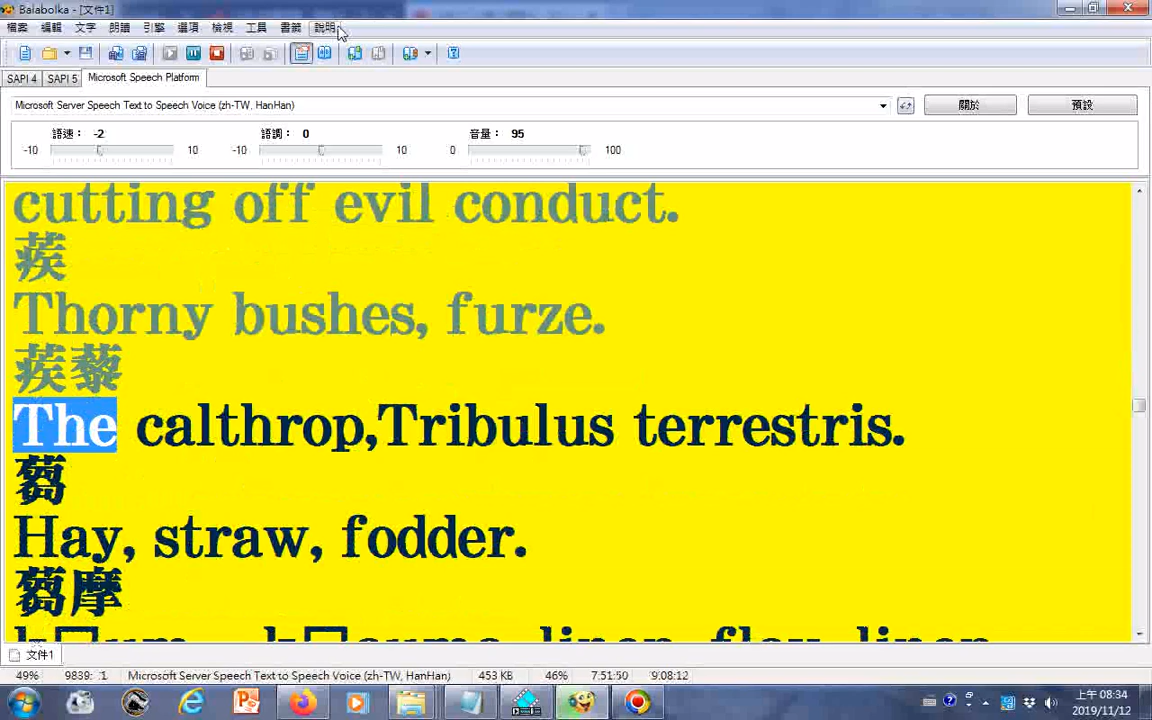 Balabolka - [文件1]
檔案 編輯 文字 朗讀 引擎 選項 檢視 工具 書籤 說明
SAPI 4 SAPI 5 Microsoft Speech Platform
Microsoft Server Speech Text to Speech Voice (zh-TW, HanHan) 關於 預設
語速： -2 語調： 0 音量： 95
-10 10 -10 10 0 100
cutting off evil conduct.
蒺
Thorny bushes, furze.
蒺藜
The calthrop,Tribulus terrestris.
蒭
Hay, straw, fodder.
蒭摩
文件1
49% 9839: 1 Microsoft Server Speech Text to Speech Voice (zh-TW, HanHan) 453 KB 46% 7:51:50 9:08:12
上午 08:34
2019/11/12